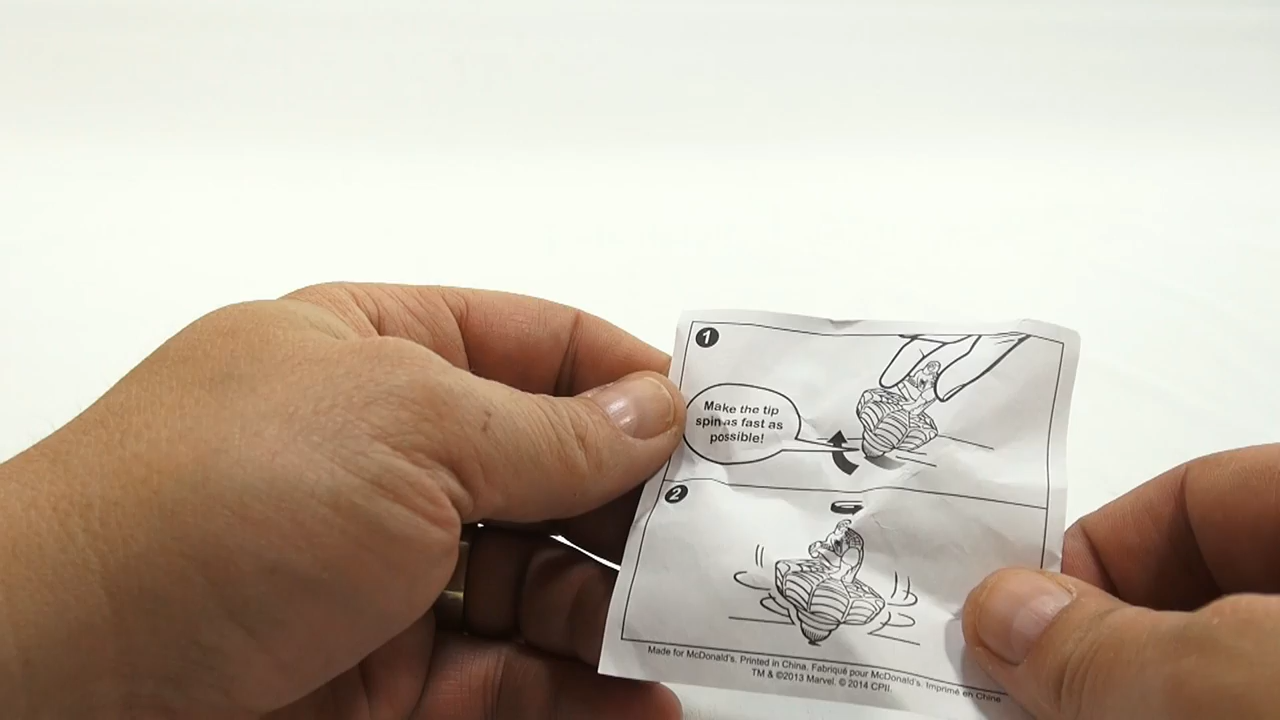 1
Make the tip
spin as fast as
possible!
2
Made for McDonald's. Printed in China. Fabriqué pour McDonald's. Imprimé en Chine
TM & ©2013 Marvel. © 2014 CPII.